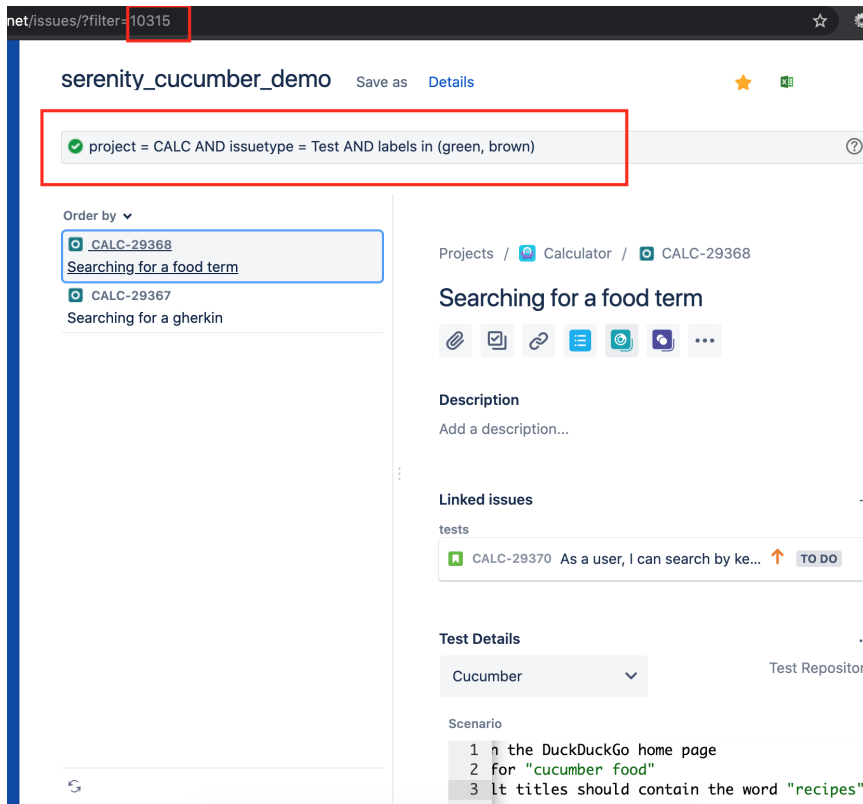 net/issues/?filter=10315
serenity_cucumber_demo Save as Details
project = CALC AND issuetype = Test AND labels in (green, brown)
Order by
CALC-29368
Searching for a food term
CALC-29367
Searching for a gherkin
Projects / Calculator / CALC-29368
Searching for a food term
Description
Add a description...
Linked issues
tests
CALC-29370 As a user, I can search by ke... TO DO
Test Details
Cucumber
Test Repositor
Scenario
1 n the DuckDuckGo home page
2 for "cucumber food"
3 lt titles should contain the word "recipes"